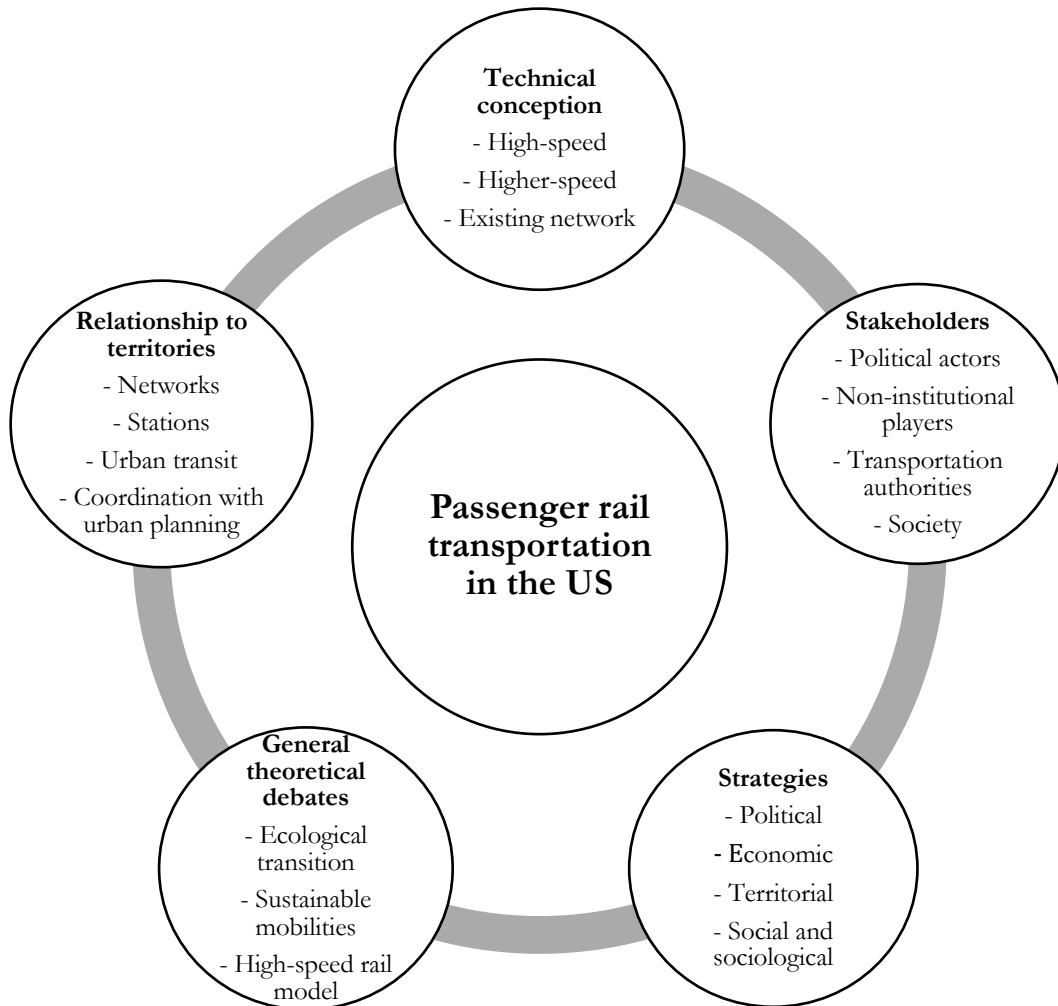 Technical
conception
- High-speed
- Higher-speed
- Existing network
Relationship to
territories
- Networks
- Stations
- Urban transit
- Coordination with
urban planning
Stakeholders
- Political actors
- Non-institutional
players
- Transportation
authorities
- Society
Passenger rail
transportation
in the US
General
theoretical
debates
- Ecological
transition
- Sustainable
mobilities
- High-speed rail
model
Strategies
- Political
- Economic
- Territorial
- Social and
sociological